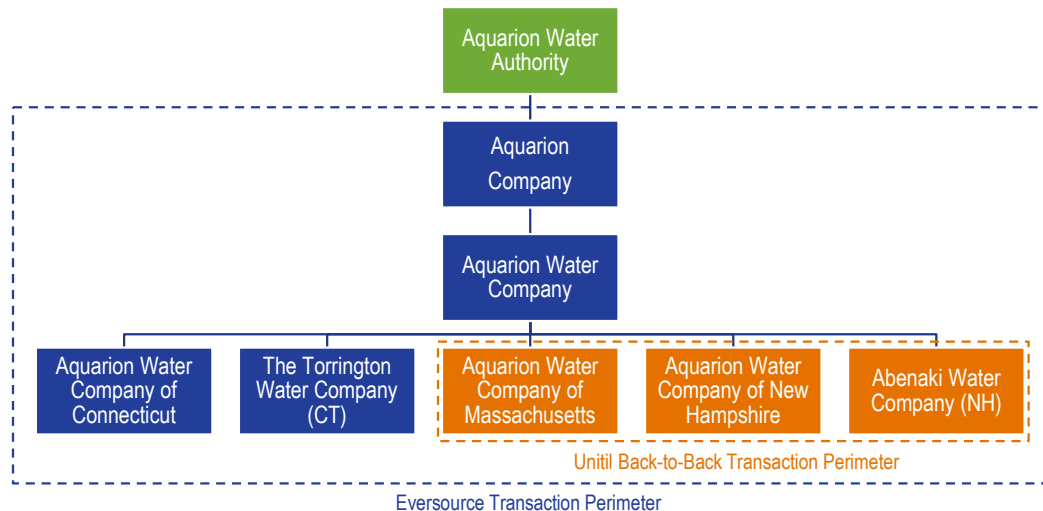 Aquarion Water
Authority
Aquarion
Company
Aquarion Water
Company
Aquarion Water
Company of
Connecticut
The Torrington
Water Company
(CT)
Aquarion Water
Company of
Massachusetts
Aquarion Water
Company of New
Hampshire
Abenaki Water
Company (NH)
Unitil Back-to-Back Transaction Perimeter
Eversource Transaction Perimeter